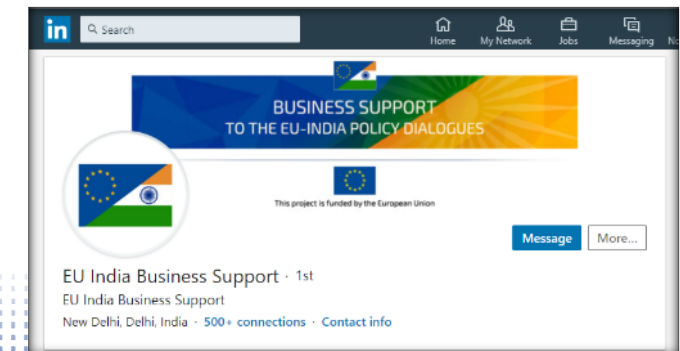 in Search
Home My Network Jobs Messaging No
BUSINESS SUPPORT
TO THE EU-INDIA POLICY DIALOGUES
This project is funded by the European Union
Message More...
EU India Business Support · 1st
EU India Business Support
New Delhi, Delhi, India · 500+ connections · Contact info